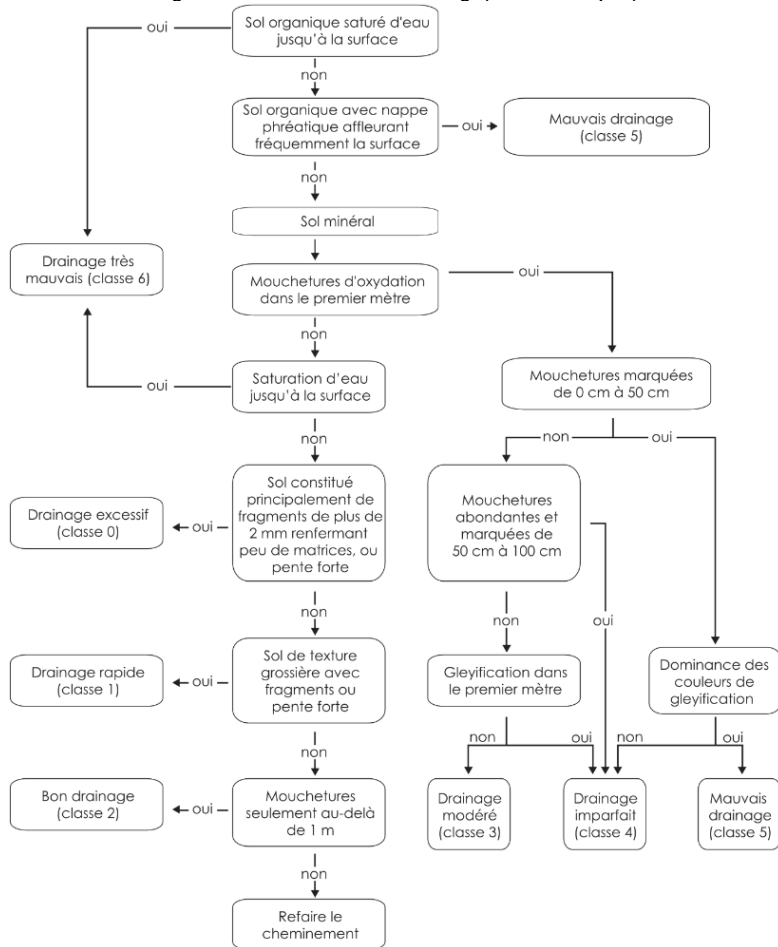 Sol organique saturé d'eau
jusqu'à la surface
oui
non
Sol organique avec nappe
phréatique affleurant
fréquemment la surface
oui
Mauvais drainage
(classe 5)
non
Sol minéral
Drainage très
mauvais (classe 6)
Mouchetures d'oxydation
dans le premier mètre
oui
non
oui
Saturation d'eau
jusqu'à la surface
Mouchetures marquées
de 0 cm à 50 cm
non
non
oui
Drainage excessif
(classe 0)
oui
Sol constitué
principalement de
fragments de plus de
2 mm renfermant
peu de matrices, ou
pente forte
Mouchetures
abondantes et
marquées de
50 cm à 100 cm
non
non
oui
Drainage rapide
(classe 1)
oui
Sol de texture
grossière avec
fragments ou
pente forte
Gleyification dans
le premier mètre
Dominance des
couleurs de
gleyification
non
non
oui
non
oui
Bon drainage
(classe 2)
oui
Mouchetures
seulement au-delà
de 1 m
Drainage
modéré
(classe 3)
Drainage
imparfait
(classe 4)
Mauvais
drainage
(classe 5)
non
Refaire le
cheminement